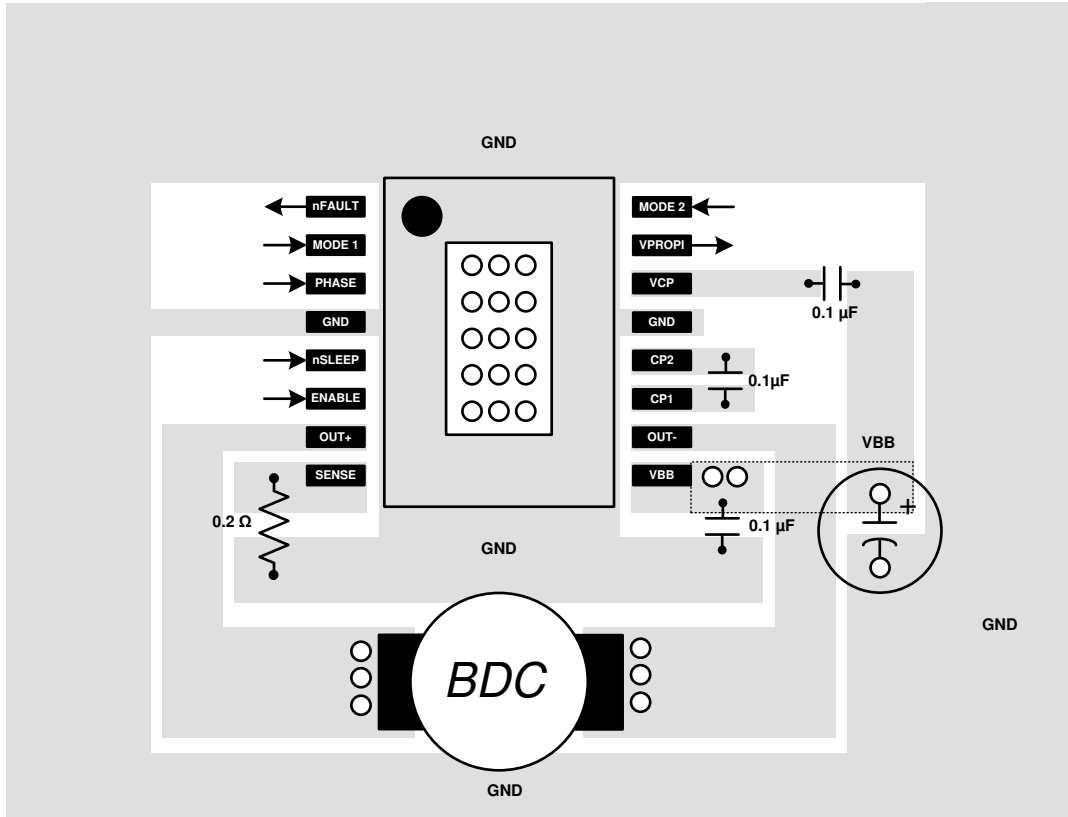 GND
nFAULT
MODE 1
PHASE
GND
nSLEEP
ENABLE
OUT+
SENSE
MODE 2
VPROPI
VCP
GND
CP2
CP1
OUT-
VBB
0.1 µF
0.1µF
VBB
+
0.1 µF
0.2 Ω
GND
GND
BDC
GND